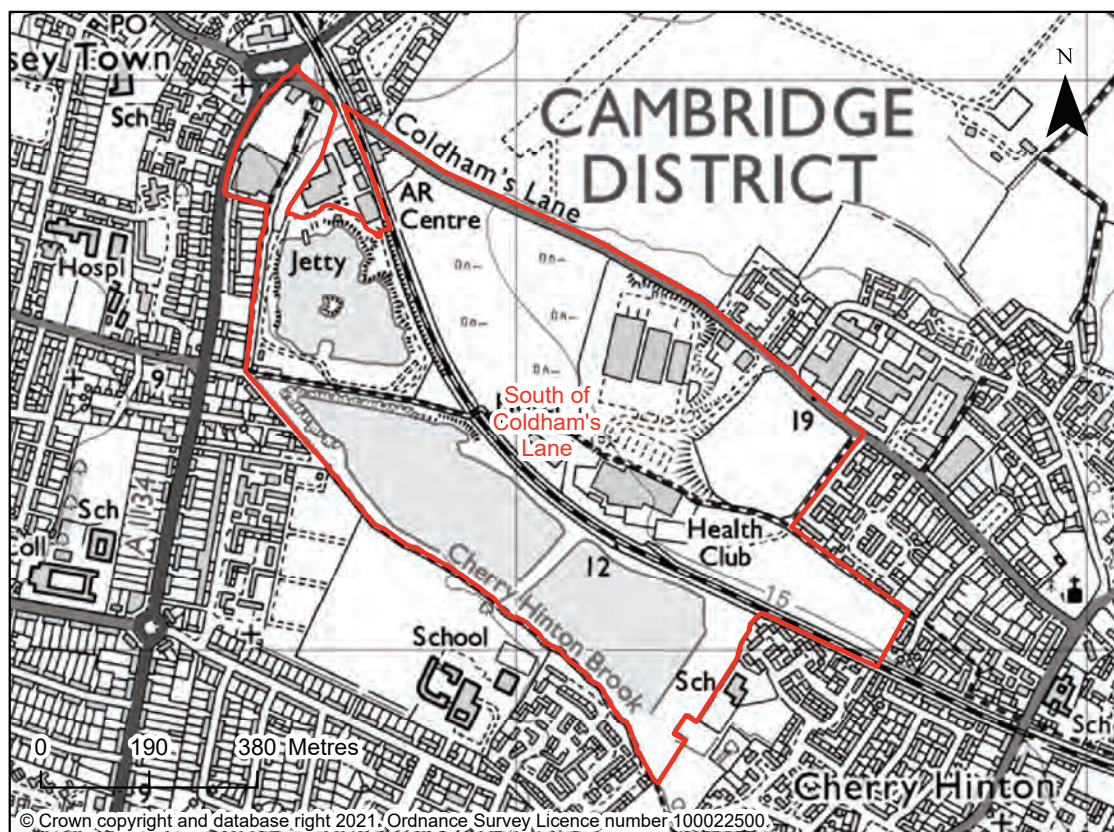 PO
sey Town
Sch
N
CAMBRIDGE
DISTRICT
Coldham's Lane
AR
Centre
Hospl
Jetty
9
South of
Coldham's
Lane
19
Sch
A1134
Coll
Health
Club
12
15
Cherry Hinton Brook
School
Sch
Sch
0 190 380 Metres
Cherry Hinton
© Crown copyright and database right 2021. Ordnance Survey Licence number 100022500.